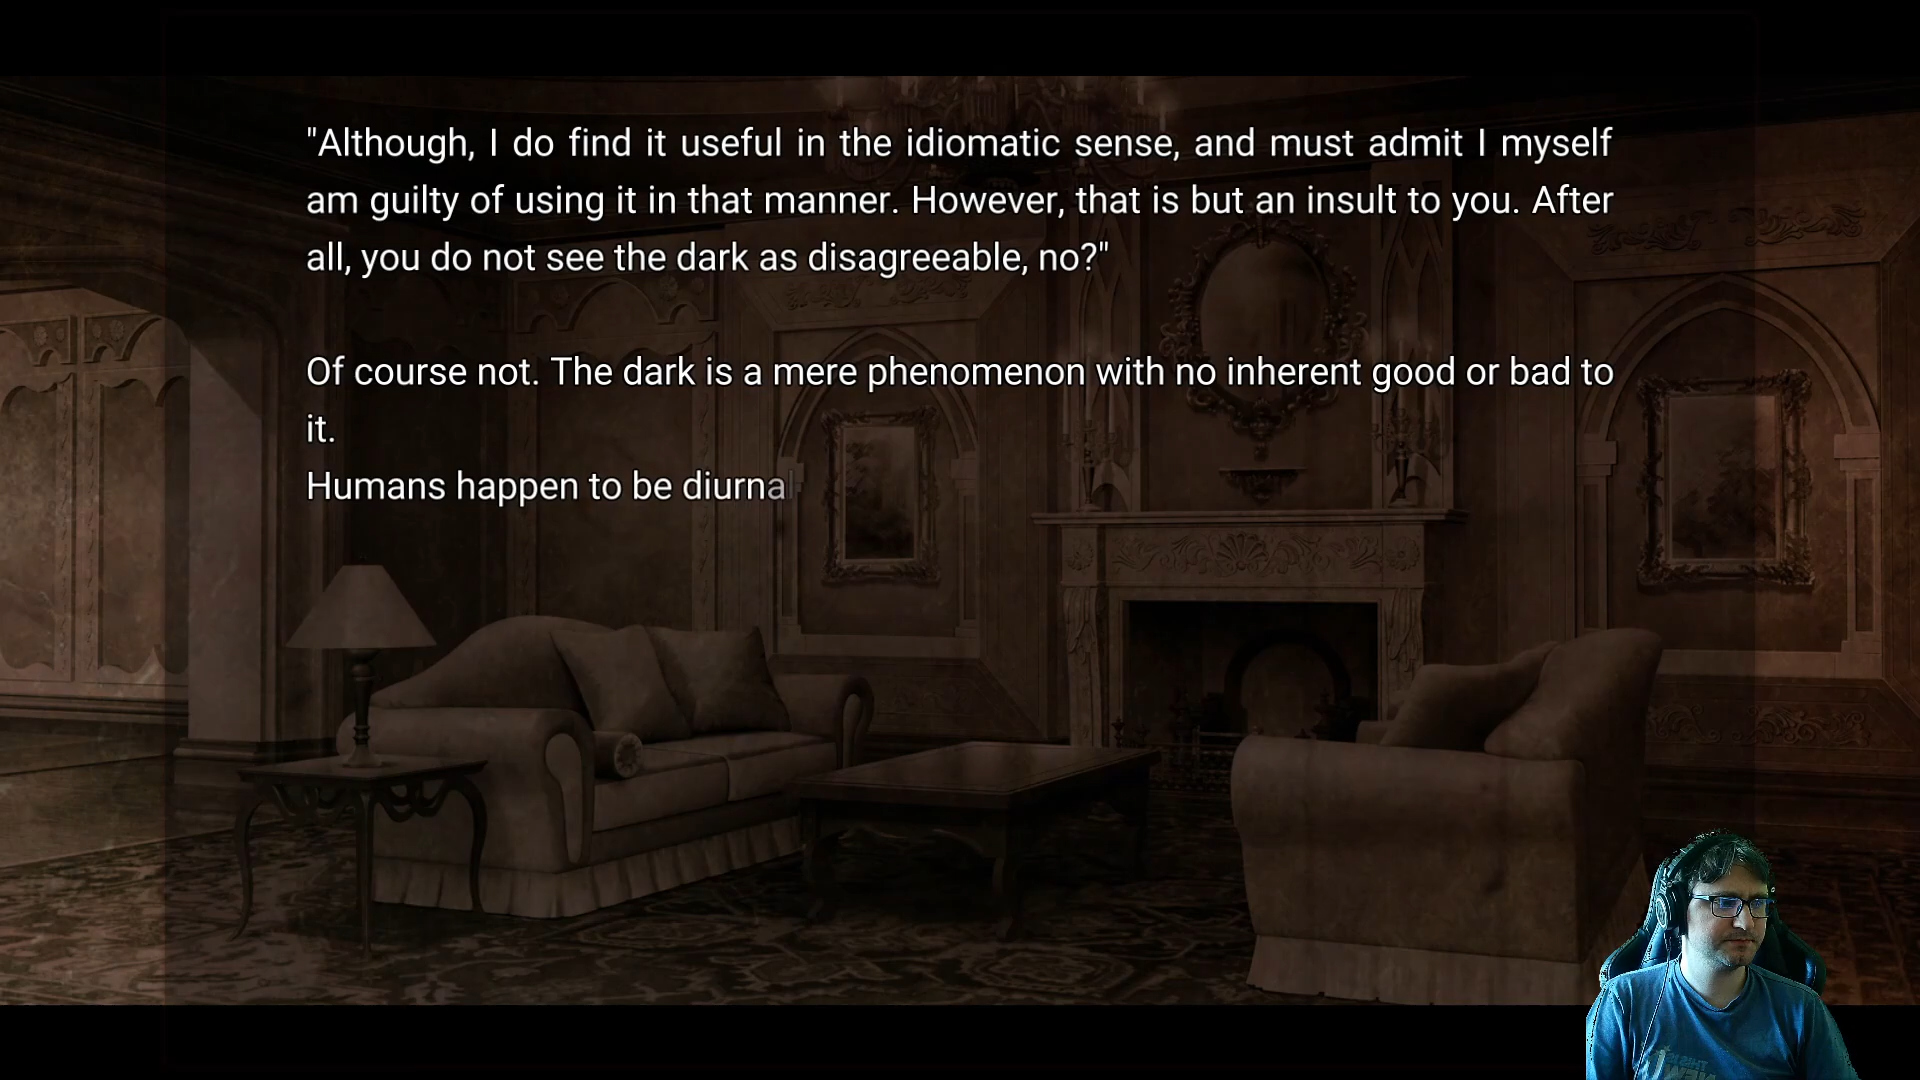 "Although, I do find it useful in the idiomatic sense, and must admit I myself
am guilty of using it in that manner. However, that is but an insult to you. After
all, you do not see the dark as disagreeable, no?"
Of course not. The dark is a mere phenomenon with no inherent good or bad to
it.
Humans happen to be diurnal